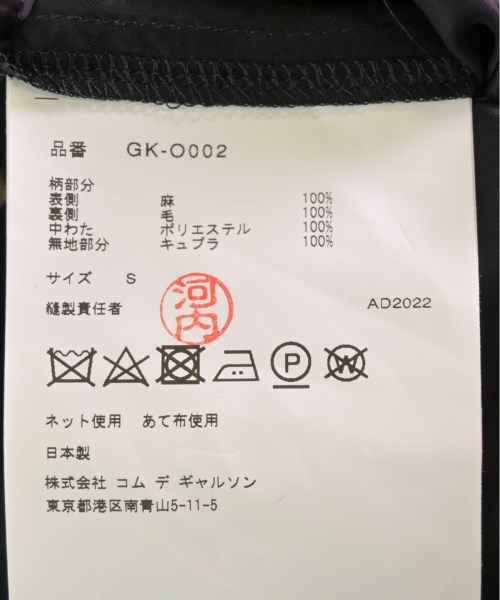 品番 GK-O002
柄部分
表側 麻 100%
裏側 毛 100%
中わた ポリエステル 100%
無地部分 キュプラ 100%
サイズ S
縫製責任者 河内 AD2022
P W
ネット使用 あて布使用
日本製
株式会社 コム デ ギャルソン
東京都港区南青山5-11-5